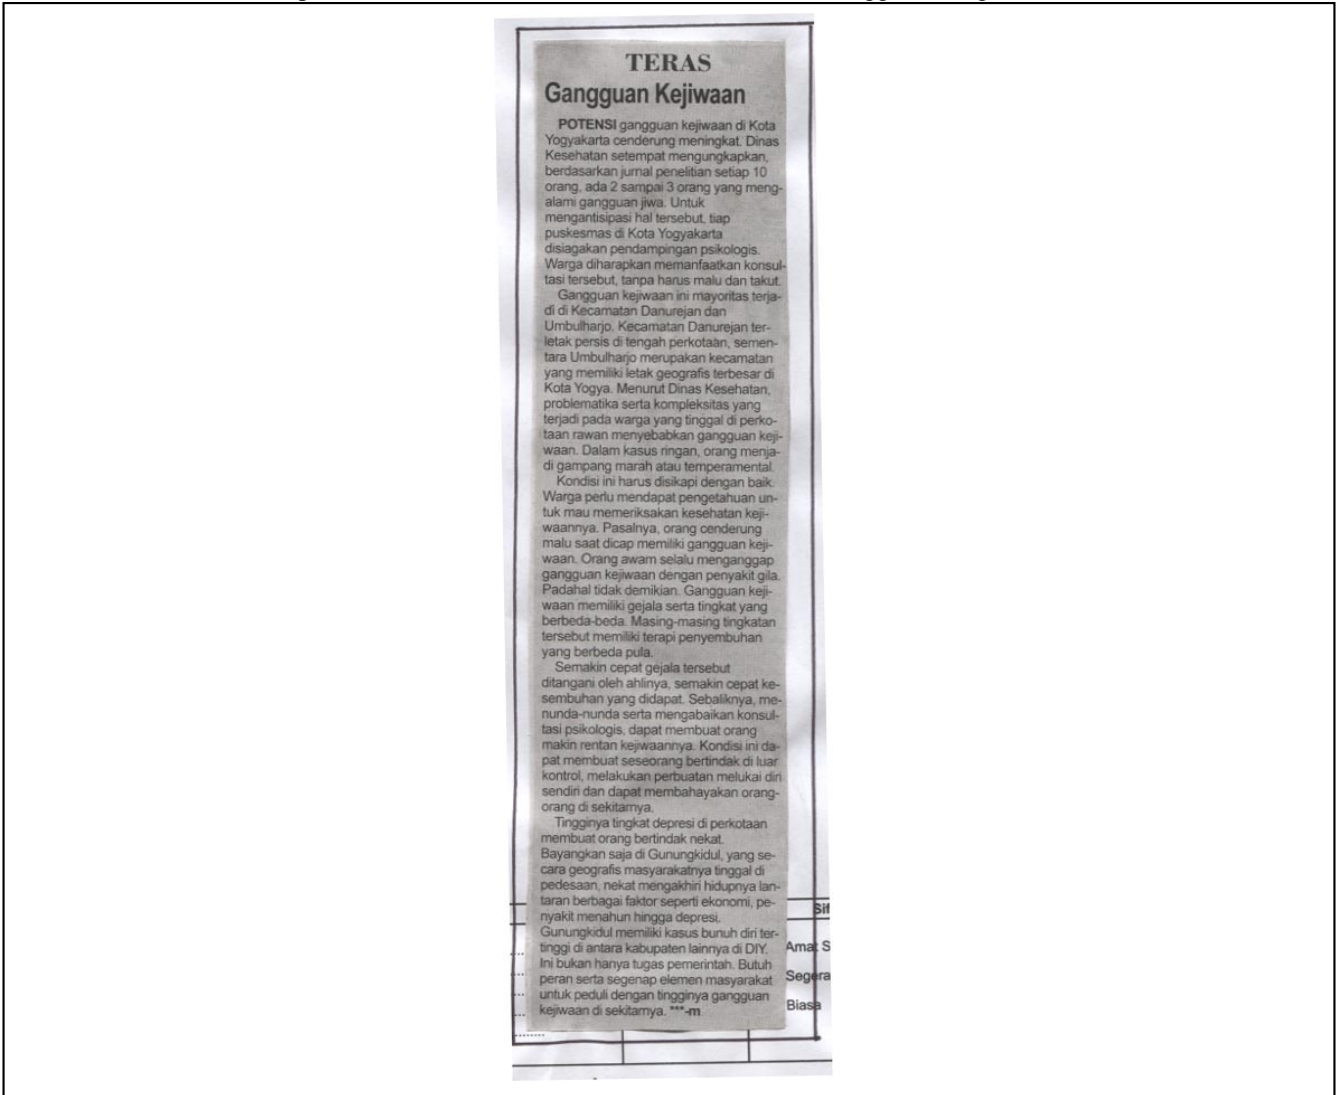 TERAS
Gangguan Kejiwaan
POTENSI gangguan kejiwaan di Kota
Yogyakarta cenderung meningkat. Dinas
Kesehatan setempat mengungkapkan,
berdasarkan jurnal penelitian setiap 10
orang, ada 2 sampai 3 orang yang meng-
alami gangguan jiwa. Untuk
mengantisipasi hal tersebut, tiap
puskesmas di Kota Yogyakarta
disiagakan pendampingan psikologis.
Warga diharapkan memanfaatkan konsul-
tasi tersebut, tanpa harus malu dan takut.
Gangguan kejiwaan ini mayoritas terja-
di di Kecamatan Danurejan dan
Umbulharjo. Kecamatan Danurejan ter-
letak persis di tengah perkotaan, semen-
tara Umbulharjo merupakan kecamatan
yang memiliki letak geografis terbesar di
Kota Yogya. Menurut Dinas Kesehatan,
problematika serta kompleksitas yang
terjadi pada warga yang tinggal di perko-
taan rawan menyebabkan gangguan keji-
waan. Dalam kasus ringan, orang menja-
di gampang marah atau temperamental.
Kondisi ini harus disikapi dengan baik.
Warga perlu mendapat pengetahuan un-
tuk mau memeriksakan kesehatan keji-
waannya. Pasalnya, orang cenderung
malu saat dicap memiliki gangguan keji-
waan. Orang awam selalu menganggap
gangguan kejiwaan dengan penyakit gila.
Padahal tidak demikian. Gangguan keji-
waan memiliki gejala serta tingkat yang
berbeda-beda. Masing-masing tingkatan
tersebut memiliki terapi penyembuhan
yang berbeda pula.
Semakin cepat gejala tersebut
ditangani oleh ahlinya, semakin cepat ke-
sembuhan yang didapat. Sebaliknya, me-
nunda-nunda serta mengabaikan konsul-
tasi psikologis, dapat membuat orang
makin rentan kejiwaannya. Kondisi ini da-
pat membuat seseorang bertindak di luar
kontrol, melakukan perbuatan melukai diri
sendiri dan dapat membahayakan orang-
orang di sekitarnya.
Tingginya tingkat depresi di perkotaan
membuat orang bertindak nekat.
Bayangkan saja di Gunungkidul, yang se-
cara geografis masyarakatnya tinggal di
pedesaan, nekat mengakhiri hidupnya lan-
taran berbagai faktor seperti ekonomi, pe-
nyakit menahun hingga depresi.
Gunungkidul memiliki kasus bunuh diri ter-
tinggi di antara kabupaten lainnya di DIY.
Ini bukan hanya tugas pemerintah. Butuh
peran serta segenap elemen masyarakat
untuk peduli dengan tingginya gangguan
kejiwaan di sekitarnya. ***-m
Sif
Amat S
Segera
Biasa